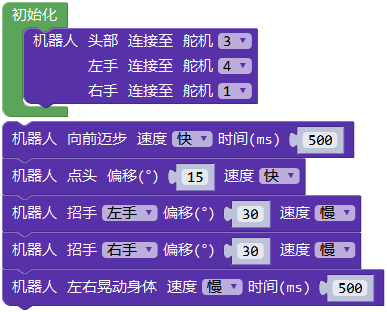 初始化
机器人 头部 连接至 舵机 3
左手 连接至 舵机 4
右手 连接至 舵机 1
机器人 向前迈步 速度 快 时间(ms) 500
机器人 点头 偏移(°) 15 速度 快
机器人 招手 左手 偏移(°) 30 速度 慢
机器人 招手 右手 偏移(°) 30 速度 慢
机器人 左右晃动身体 速度 慢 时间(ms) 500